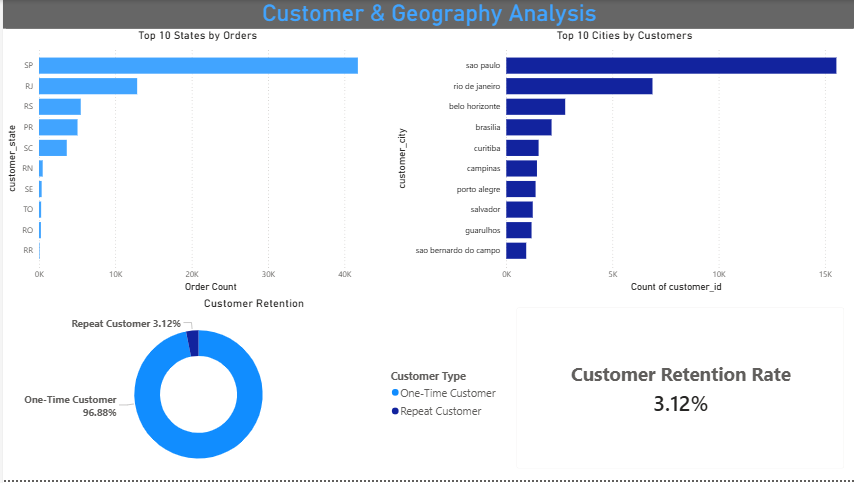 Customer & Geography Analysis
Top 10 States by Orders
customer_state
SP
RJ
RS
PR
SC
RN
SE
TO
RO
RR
0K 10K 20K 30K 40K
Order Count
Top 10 Cities by Customers
customer_city
sao paulo
rio de janeiro
belo horizonte
brasilia
curitiba
campinas
porto alegre
salvador
guarulhos
sao bernardo do campo
0K 5K 10K 15K
Count of customer_id
Customer Retention
Repeat Customer 3.12%
One-Time Customer
96.88%
Customer Type
One-Time Customer
Repeat Customer
Customer Retention Rate
3.12%